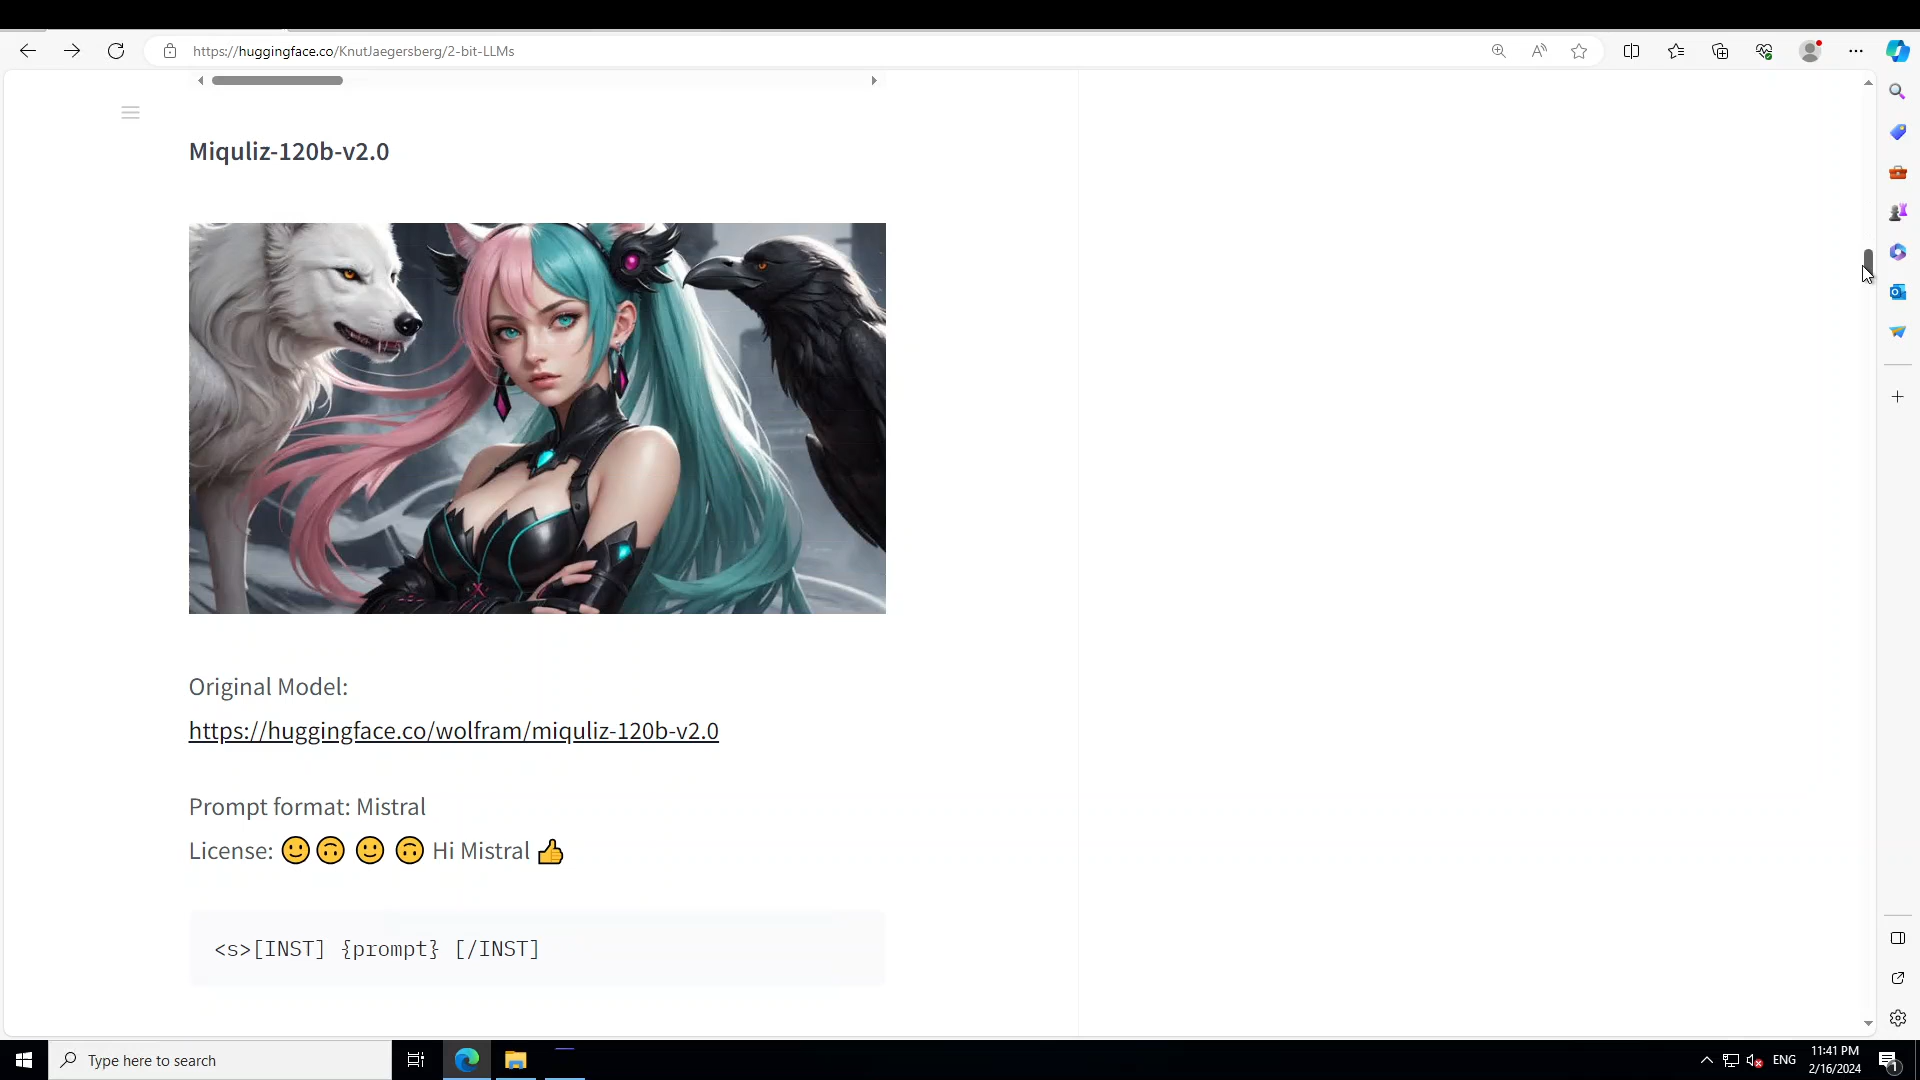 https://huggingface.co/KnutJaegersberg/2-bit-LLMs
Miquliz-120b-v2.0
Original Model:
https://huggingface.co/wolfram/miquliz-120b-v2.0
Prompt format: Mistral
License: 🙂🙃 🙂 🙃 Hi Mistral 👍
<s>[INST] {prompt} [/INST]
Type here to search
ENG
11:41 PM
2/16/2024
1